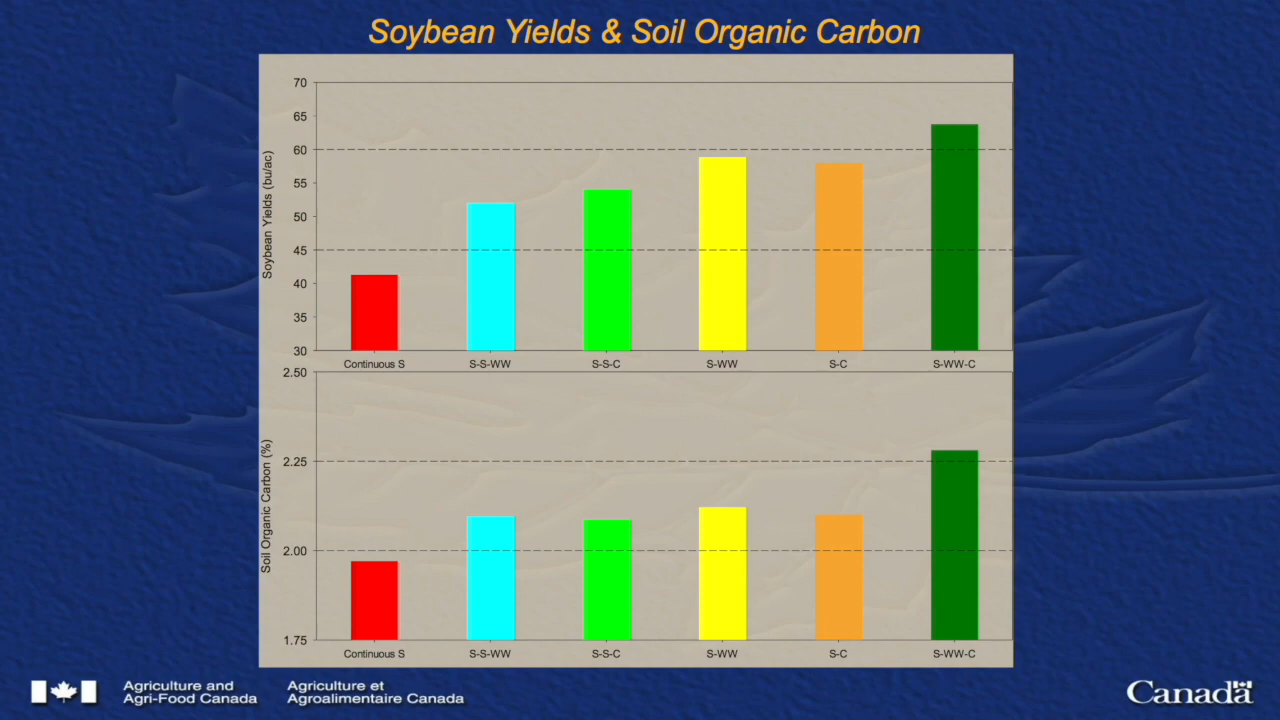 Soybean Yields & Soil Organic Carbon
70
65
60
55
50
45
40
35
30
Soybean Yields (bu/ac)
Continuous S S-S-WW S-S-C S-WW S-C S-WW-C
2.50
2.25
2.00
1.75
Soil Organic Carbon (%)
Continuous S S-S-WW S-S-C S-WW S-C S-WW-C
Agriculture and
Agri-Food Canada
Agriculture et
Agroalimentaire Canada
Canada